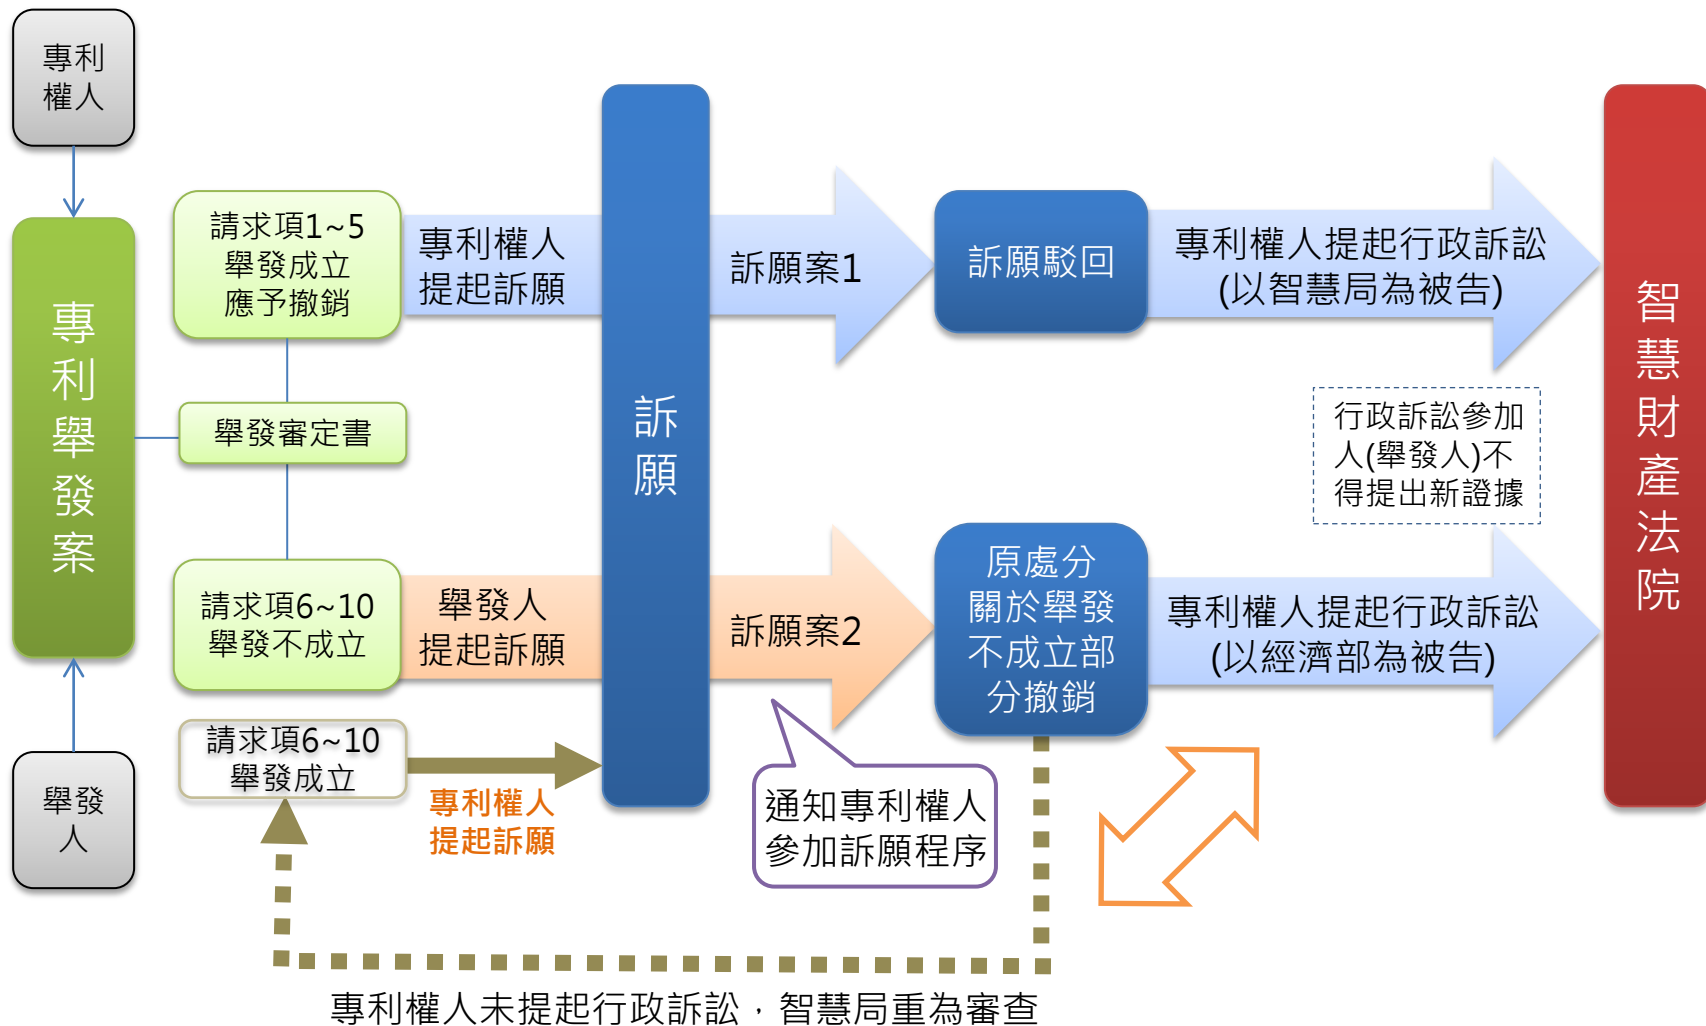 專利
權人
專利舉發案
舉發
人
請求項1~5
舉發成立
應予撤銷
舉發審定書
請求項6~10
舉發不成立
請求項6~10
舉發成立
專利權人
提起訴願
舉發人
提起訴願
專利權人
提起訴願
訴願
訴願案1
訴願案2
通知專利權人
參加訴願程序
訴願駁回
原處分
關於舉發
不成立部
分撤銷
專利權人提起行政訴訟
(以智慧局為被告)
行政訴訟參加
人(舉發人)不
得提出新證據
專利權人提起行政訴訟
(以經濟部為被告)
智慧財產法院
專利權人未提起行政訴訟，智慧局重為審查